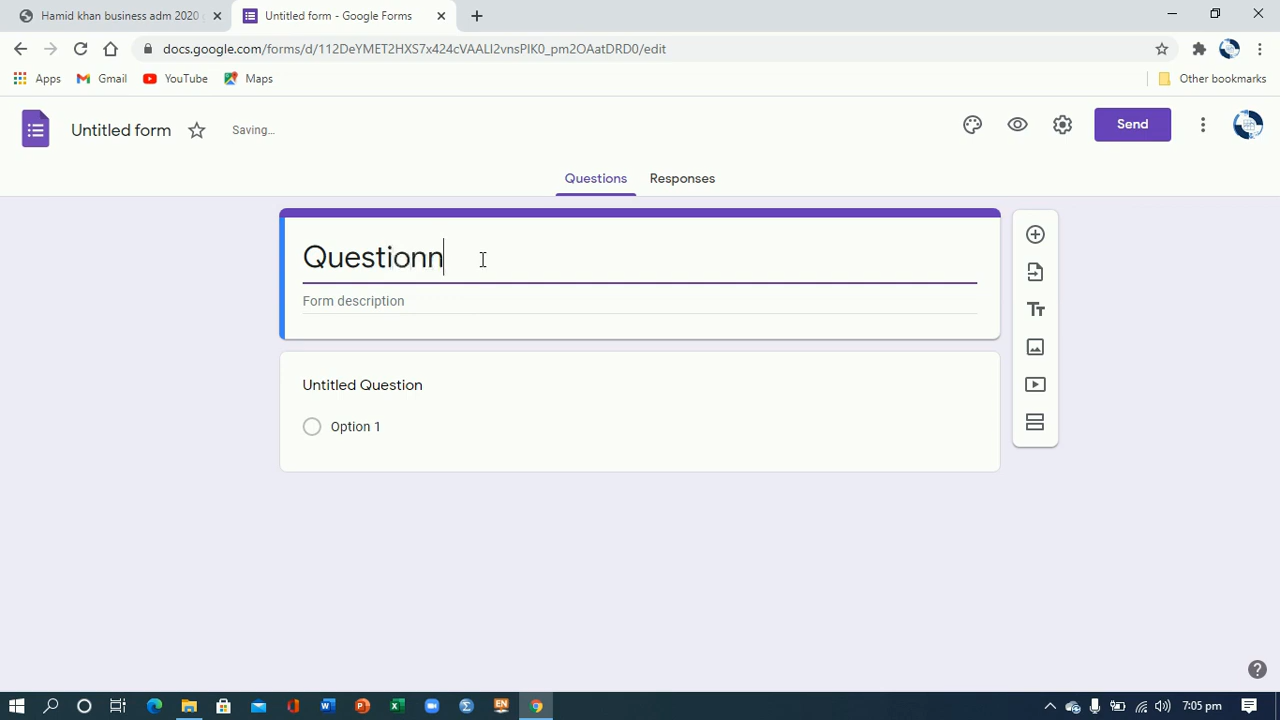 Hamid khan business adm 2020
Untitled form - Google Forms
docs.google.com/forms/d/112DeYMET2HXS7x424cVAALI2vnsPlK0_pm2OAatDRD0/edit
Apps
Gmail
YouTube
Maps
Other bookmarks
Untitled form
Saving...
Send
Questions
Responses
Questionn
Form description
Untitled Question
Option 1
7:05 pm